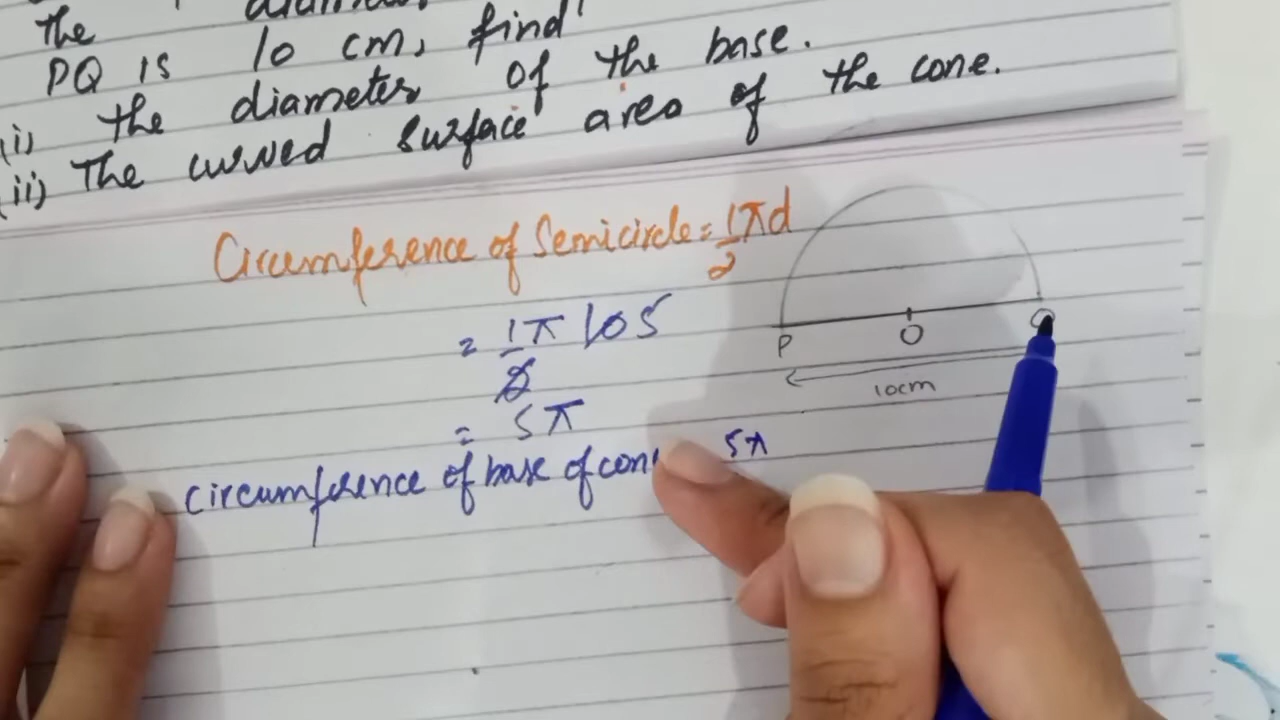 the diameter
PQ is 10 cm, find
(i) the diameter of the base.
(ii) The curved surface area of the cone.
Circumference of Semicircle = 1/2 πd
= 1/2 π 10 5
= 5π
circumference of base of con 5π
P O Q
10cm